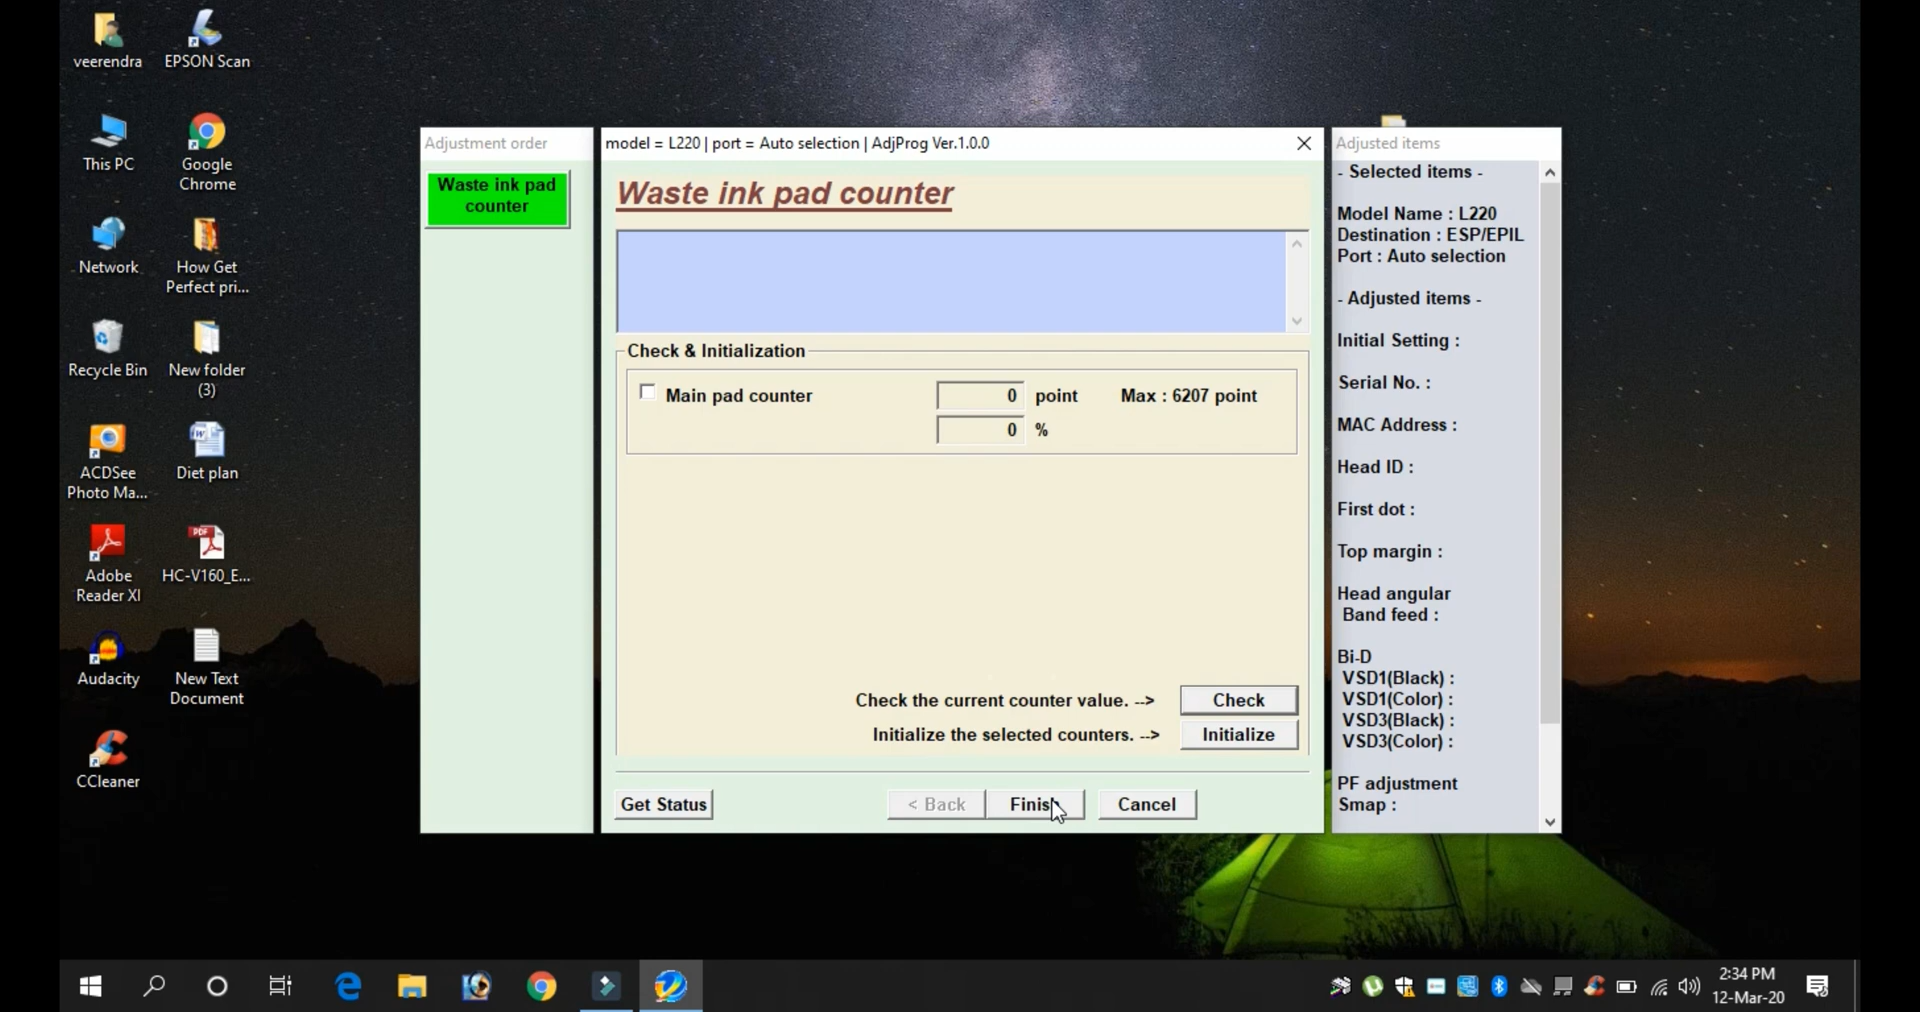 veerendra
EPSON Scan
This PC
Google
Chrome
Network
How Get
Perfect pri...
Recycle Bin
New folder
(3)
ACDSee
Photo Ma...
Diet plan
Adobe
Reader XI
HC-V160_E...
Audacity
New Text
Document
CCleaner
Adjustment order
Waste ink pad
counter
model = L220 | port = Auto selection | AdjProg Ver.1.0.0
Waste ink pad counter
Check & Initialization
Main pad counter 0 point Max : 6207 point
0 %
Check the current counter value. --> Check
Initialize the selected counters. --> Initialize
Get Status < Back Finish Cancel
Adjusted items
- Selected items -
Model Name : L220
Destination : ESP/EPIL
Port : Auto selection
- Adjusted items -
Initial Setting :
Serial No. :
MAC Address :
Head ID :
First dot :
Top margin :
Head angular
Band feed :
Bi-D
VSD1(Black) :
VSD1(Color) :
VSD3(Black) :
VSD3(Color) :
PF adjustment
Smap :
2:34 PM
12-Mar-20